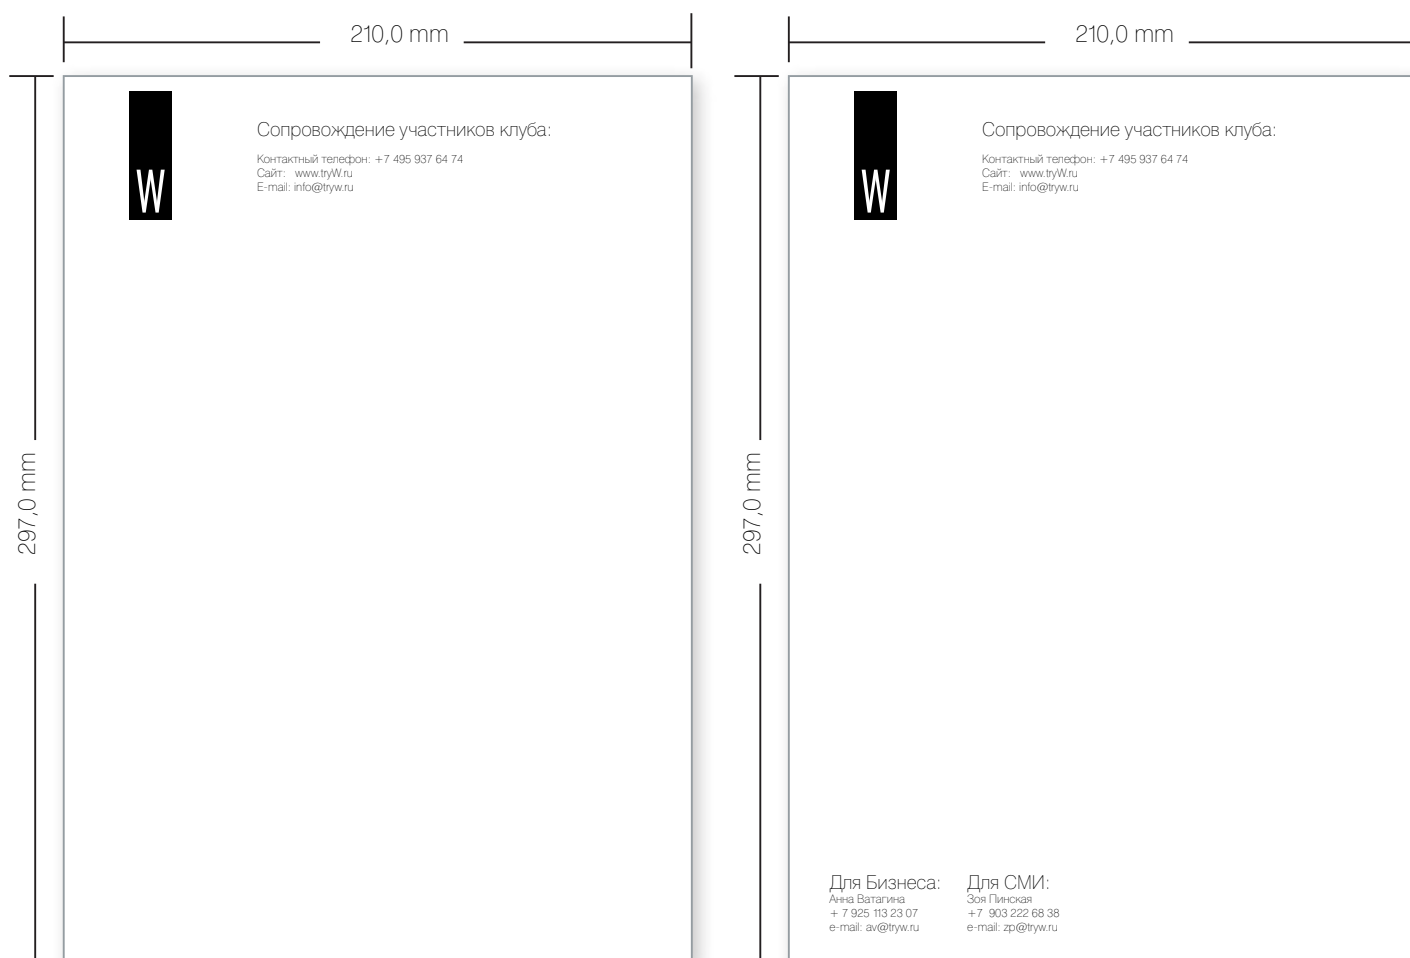 210,0 mm
297,0 mm
W
Сопровождение участников клуба:
Контактный телефон: +7 495 937 64 74
Сайт: www.tryW.ru
E-mail: info@tryw.ru
210,0 mm
297,0 mm
W
Сопровождение участников клуба:
Контактный телефон: +7 495 937 64 74
Сайт: www.tryW.ru
E-mail: info@tryw.ru
Для Бизнеса:
Анна Ватагина
+ 7 925 113 23 07
e-mail: av@tryw.ru
Для СМИ:
Зоя Пинская
+7 903 222 68 38
e-mail: zp@tryw.ru